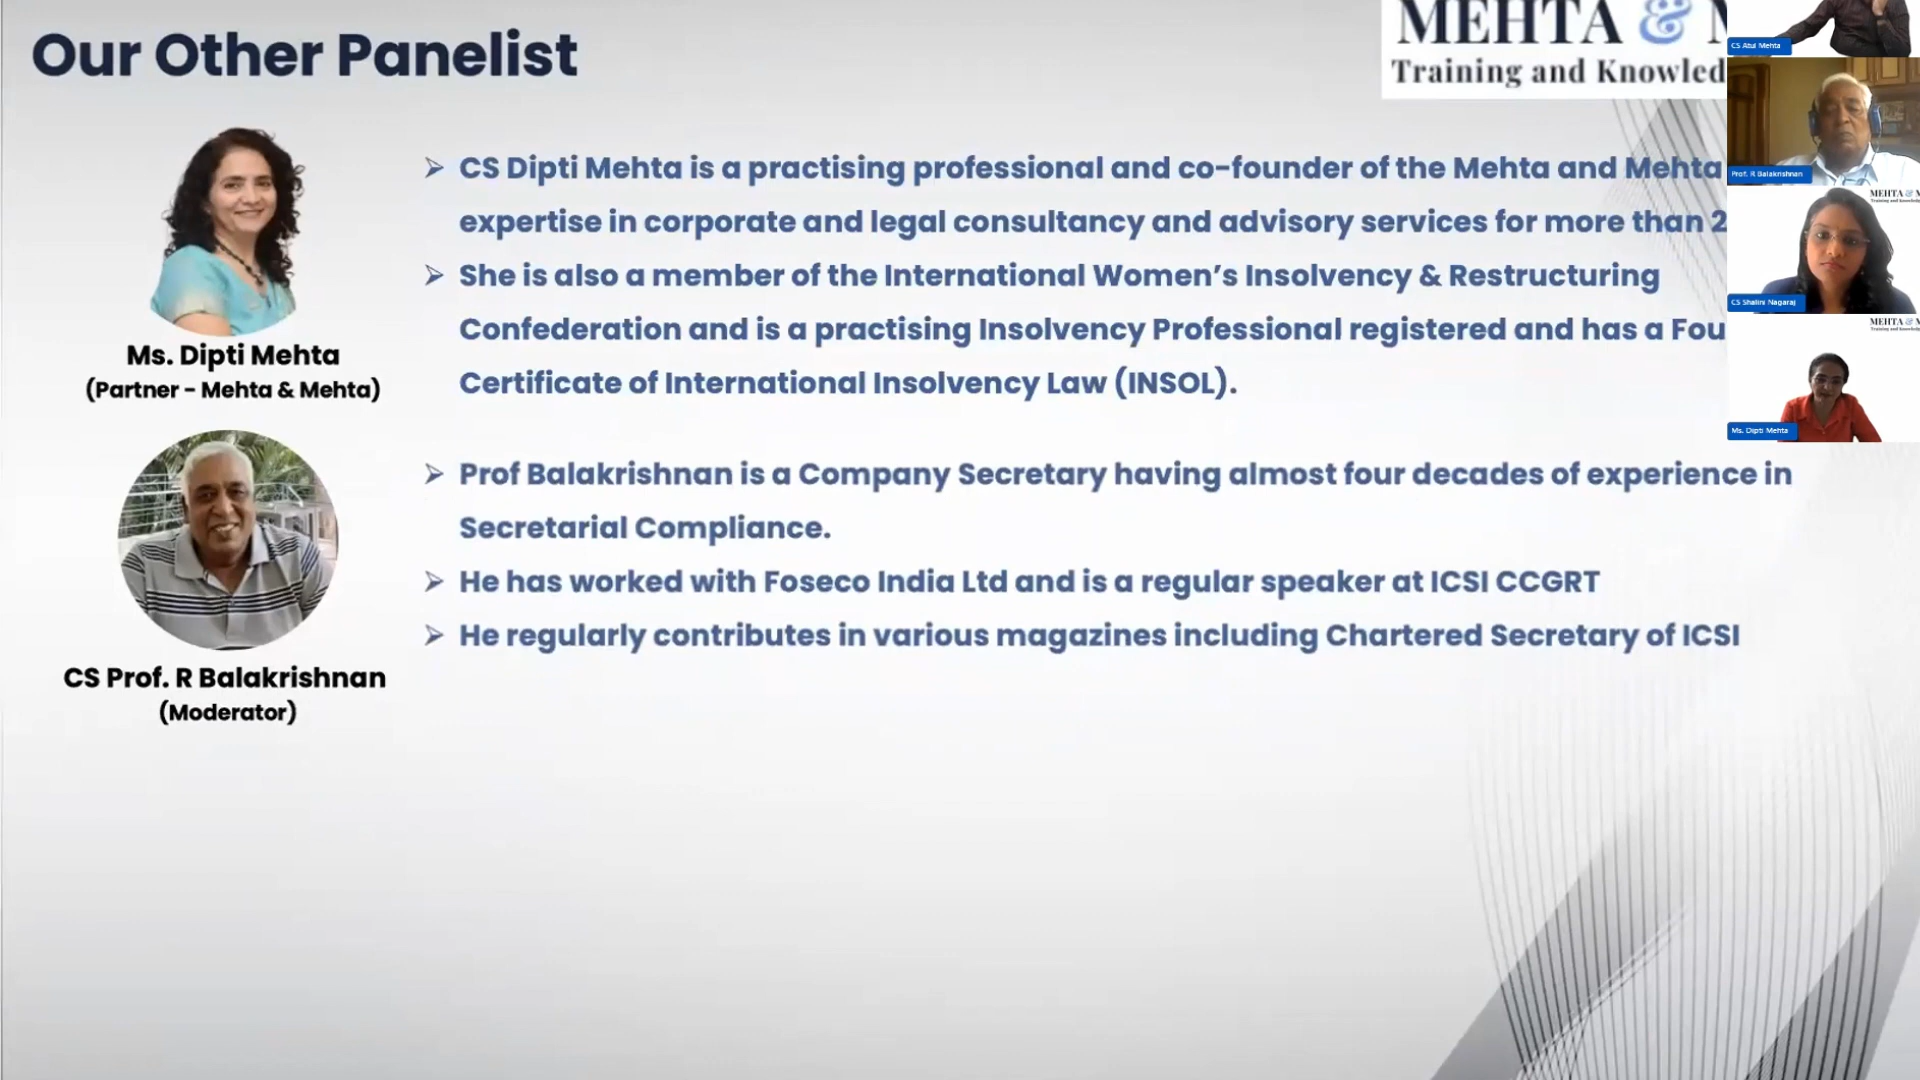 Our Other Panelist
MEHTA &
Training and
CS Dipti Mehta is a practising professional and co-founder of the Mehta and Mehta
expertise in corporate and legal consultancy and advisory services for more than 2
She is also a member of the International Women's Insolvency & Restructuring
Confederation and is a practising Insolvency Professional registered and has a
Certificate of International Insolvency Law (INSOL).
Ms. Dipti Mehta
(Partner - Mehta & Mehta)
Prof Balakrishnan is a Company Secretary having almost four decades of experience in
Secretarial Compliance.
He has worked with Foseco India Ltd and is a regular speaker at ICSI CCGRT
He regularly contributes in various magazines including Chartered Secretary of ICSI
CS Prof. R Balakrishnan
(Moderator)
CS Atul Mehta
Prof. R Balakrishnan
MEHTA &
Training and
CS Shalini Nagaraj
MEHTA &
Training and
Ms. Dipti Mehta